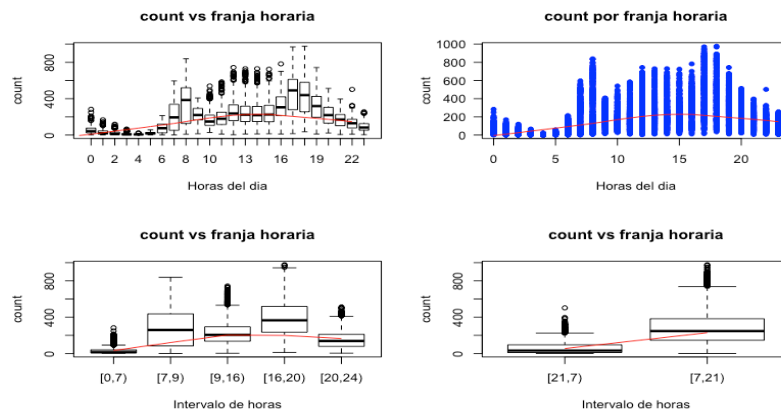 count vs franja horaria
count
0 400 800
0 2 4 6 8 10 13 16 19 22
Horas del dia
count por franja horaria
count
0 200 400 600 800 1000
0 5 10 15 20
Horas del dia
count vs franja horaria
count
0 400 800
[0,7) [7,9) [9,16) [16,20) [20,24)
Intervalo de horas
count vs franja horaria
count
0 400 800
[21,7) [7,21)
Intervalo de horas